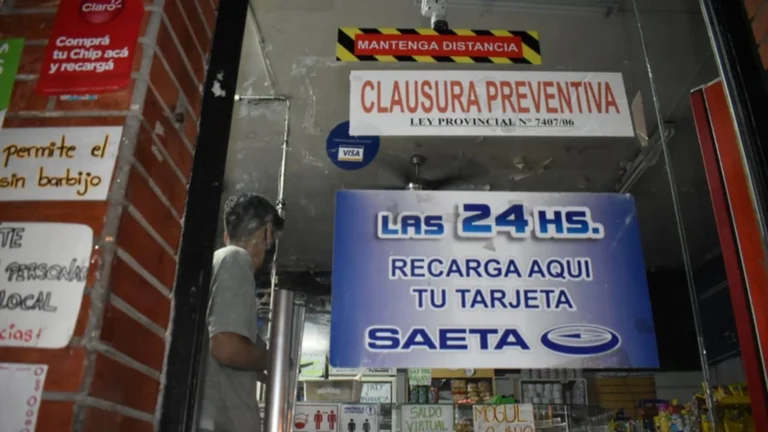 Claro
Comprá
tu Chip acá
y recargá
permite el
sin barbijo
TE
PERSONAS
LOCAL
cias!
MANTENGA DISTANCIA
CLAUSURA PREVENTIVA
LEY PROVINCIAL N° 7407/06
VISA
LAS 24 HS.
RECARGA AQUI
TU TARJETA
SAETA
SALDO
VIRTUAL
MOGUL